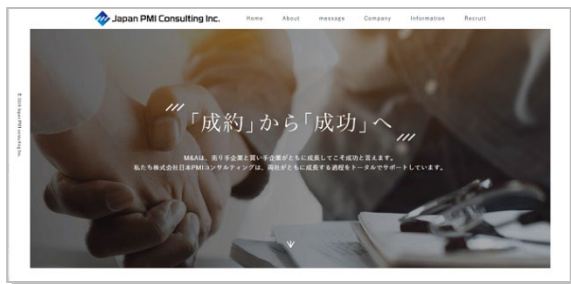 Japan PMI Consulting Inc.
Home About message Company Information Recruit
「成約」から「成功」へ
M&Aは、売り手企業と買い手企業がともに成長してこそ成功と言えます。
私たち株式会社日本PMIコンサルティングは、両社がともに成長する過程をトータルでサポートしています。